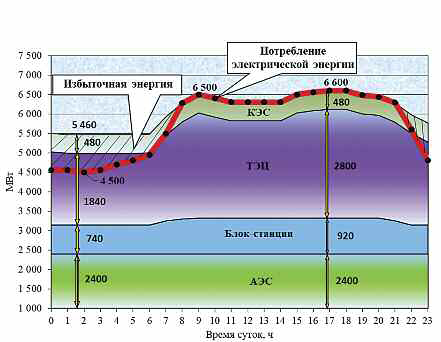 7 500
7 000
6 500
6 000
5 500
5 000
4 500
4 000
3 500
3 000
2 500
2 000
1 500
1 000
МВт
Потребление
электрической энергии
Избыточная энергия
6 500
6 600
5 460
480
КЭС
480
4 500
ТЭЦ
2800
1840
740
Блок-станции
920
2400
АЭС
2400
0 1 2 3 4 5 6 7 8 9 10 11 12 13 14 15 16 17 18 19 20 21 22 23
Время суток, ч